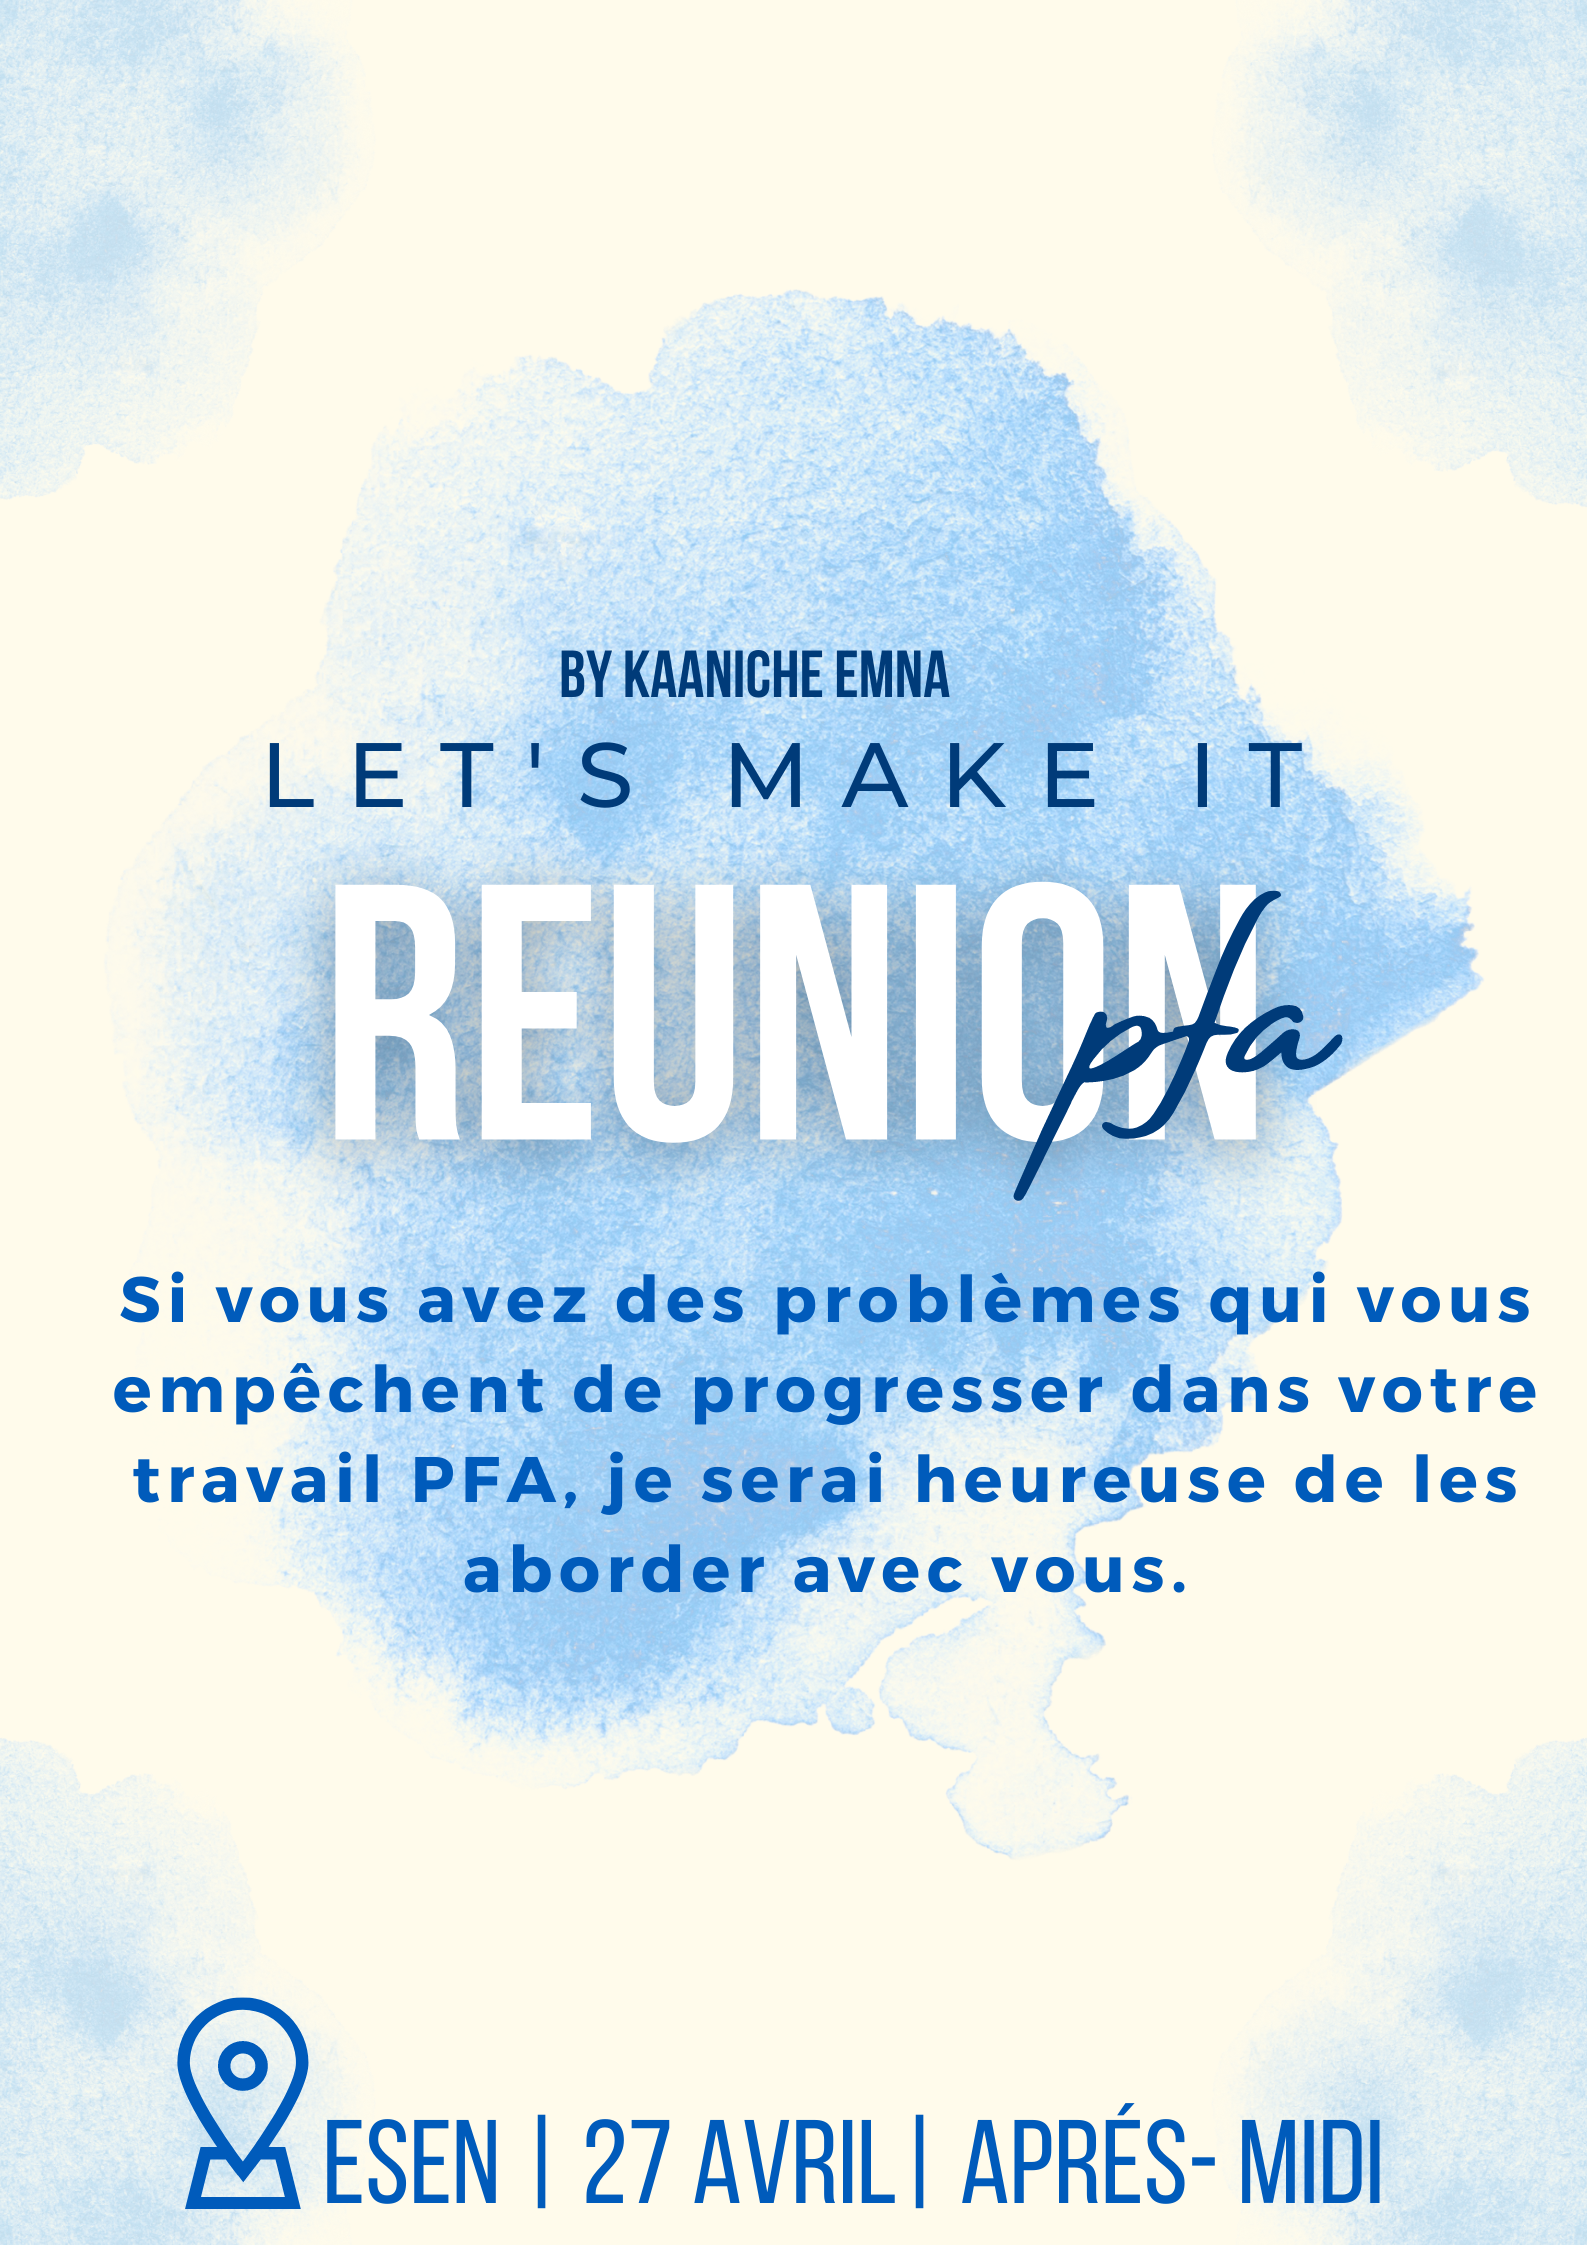 BY KAANICHE EMNA
LET'S MAKE IT
REUNION
pfa
Si vous avez des problèmes qui vous
empêchent de progresser dans votre
travail PFA, je serai heureuse de les
aborder avec vous.
ESEN | 27 AVRIL| APRÉS- MIDI